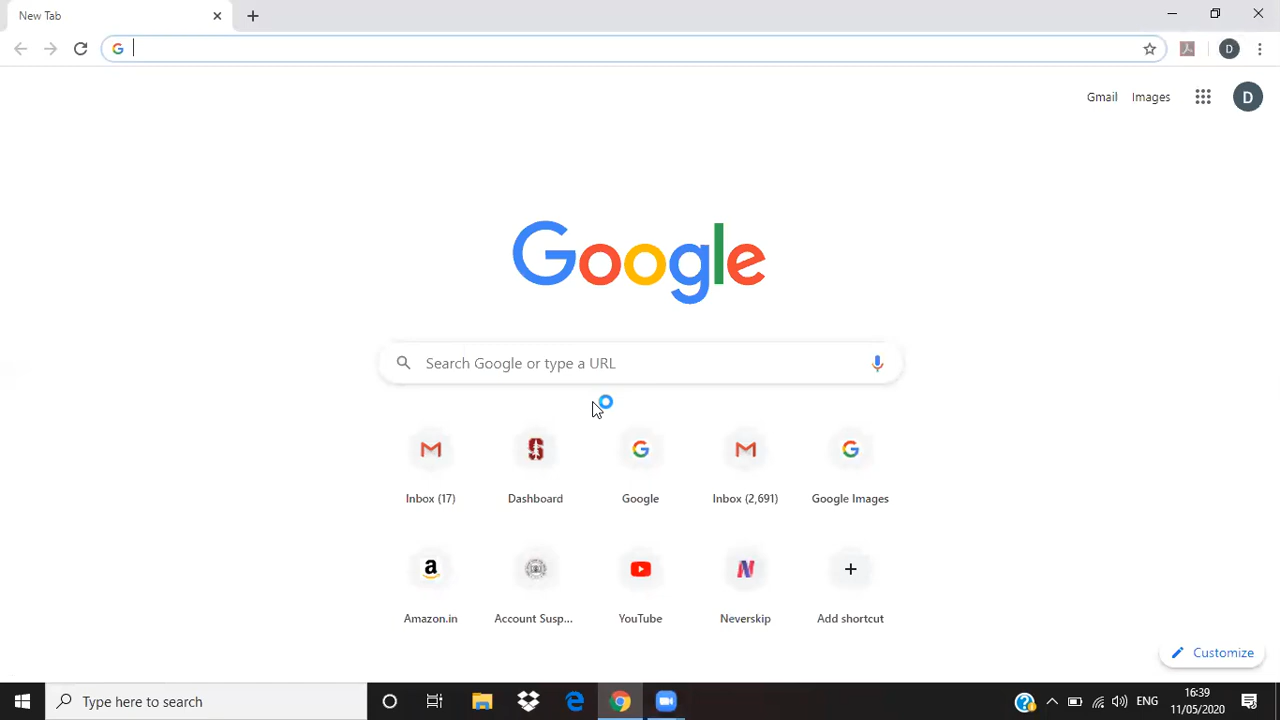 New Tab
Gmail Images
D
D
Google
Search Google or type a URL
Inbox (17) Dashboard Google Inbox (2,691) Google Images
Amazon.in Account Susp... YouTube Neverskip Add shortcut
Customize
Type here to search
ENG
16:39
11/05/2020